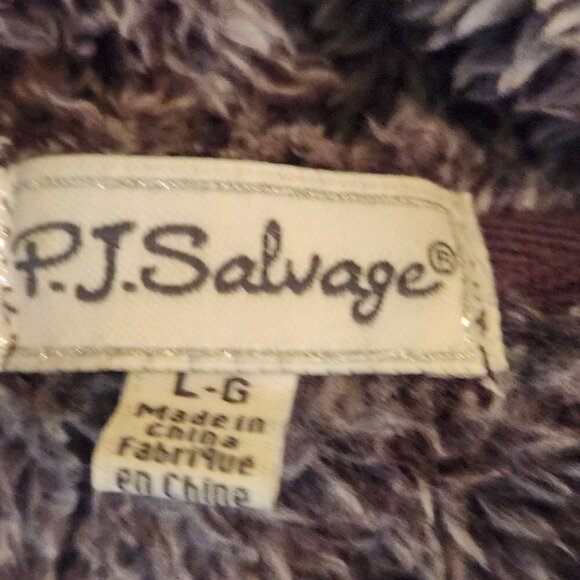 P.J.Salvage®
L-G
Made in
China
Fabrique
en Chine